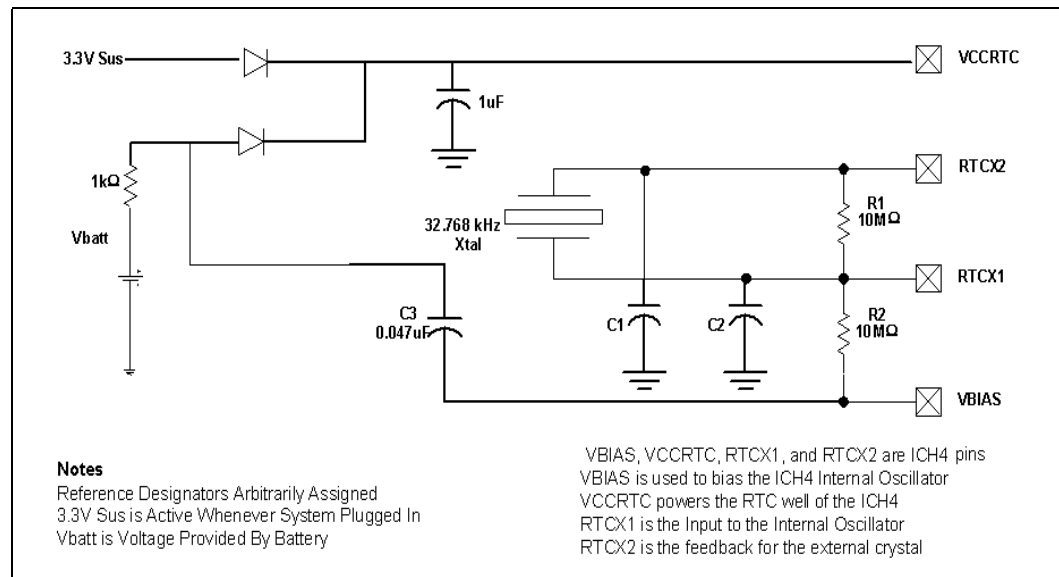 3.3V Sus
VCCRTC
1uF
1kΩ
RTCX2
R1
10MΩ
32.768 kHz
Xtal
Vbatt
RTCX1
C3
0.047uF
C1
C2
R2
10MΩ
VBIAS
Notes
Reference Designators Arbitrarily Assigned
3.3V Sus is Active Whenever System Plugged In
Vbatt is Voltage Provided By Battery
VBIAS, VCCRTC, RTCX1, and RTCX2 are ICH4 pins
VBIAS is used to bias the ICH4 Internal Oscillator
VCCRTC powers the RTC well of the ICH4
RTCX1 is the Input to the Internal Oscillator
RTCX2 is the feedback for the external crystal